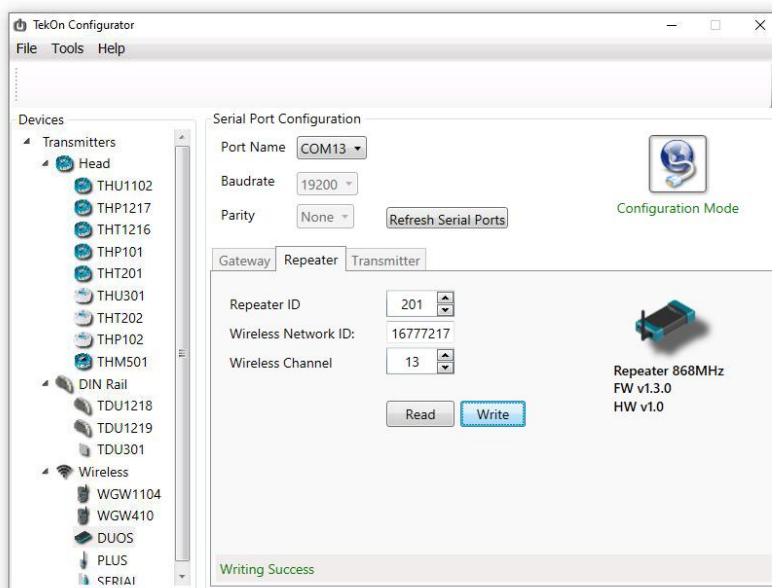 TekOn Configurator
File Tools Help
Devices
Transmitters
Head
THU1102
THP1217
THT1216
THP101
THT201
THU301
THT202
THP102
THM501
DIN Rail
TDU1218
TDU1219
TDU301
Wireless
WGW1104
WGW410
DUOS
PLUS
SERIAL
Serial Port Configuration
Port Name COM13
Baudrate 19200
Parity None Refresh Serial Ports
Configuration Mode
Gateway Repeater Transmitter
Repeater ID 201
Wireless Network ID: 16777217
Wireless Channel 13
Read Write
Repeater 868MHz
FW v1.3.0
HW v1.0
Writing Success